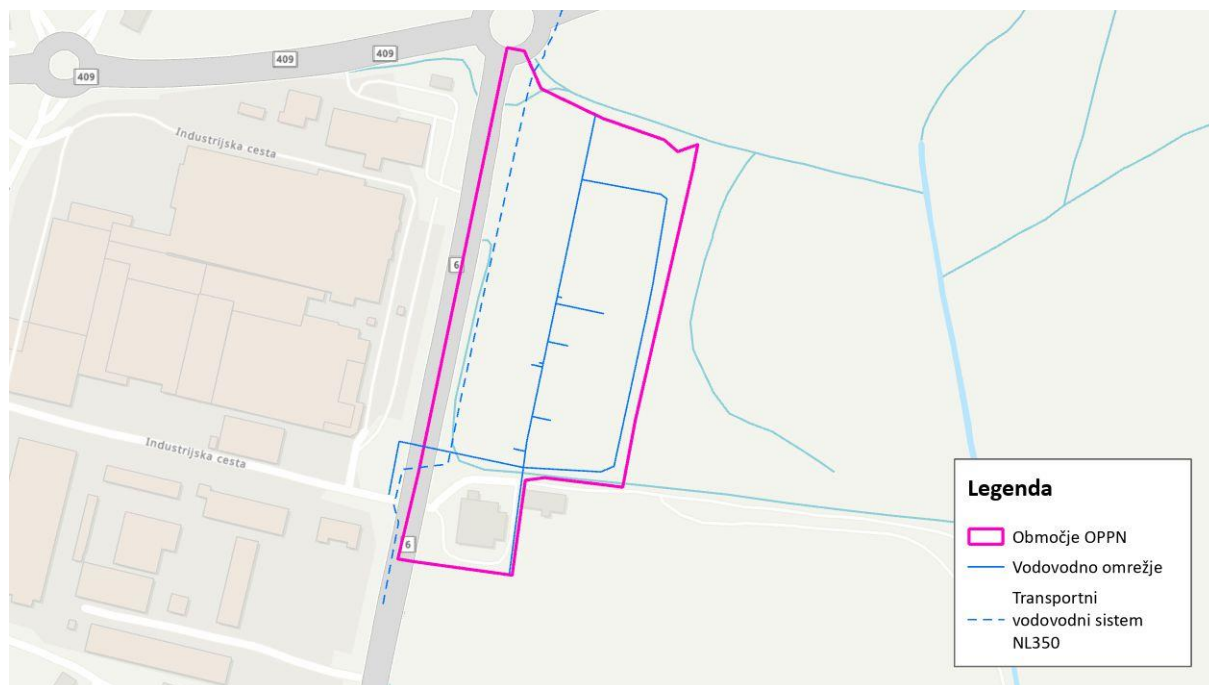 409
409
409
Industrijska cesta
6
Industrijska cesta
6
Legenda
Območje OPPN
Vodovodno omrežje
Transportni
vodovodni sistem
NL350